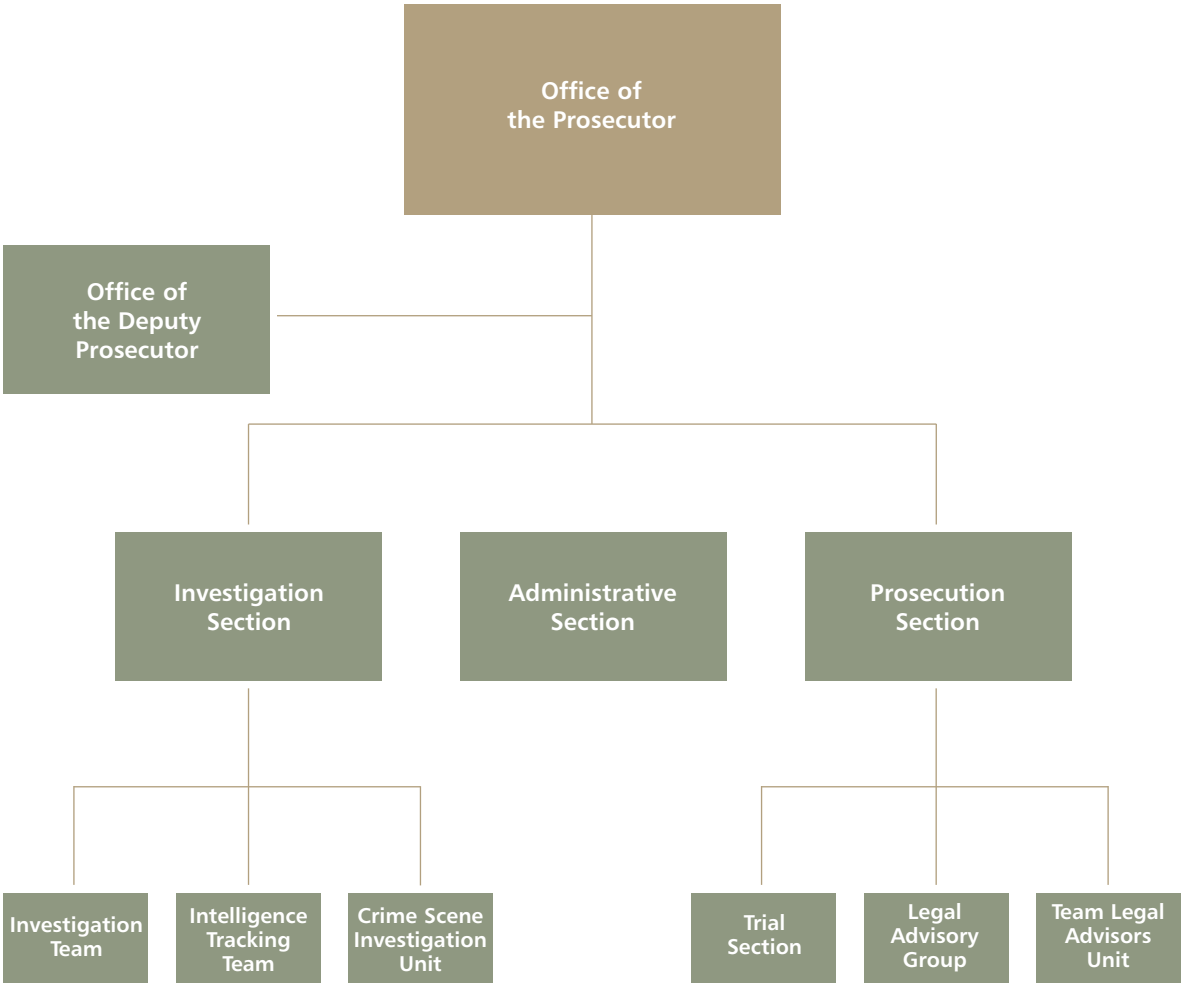 Office of
the Prosecutor
Office of
the Deputy
Prosecutor
Investigation
Section
Administrative
Section
Prosecution
Section
Investigation
Team
Intelligence
Tracking
Team
Crime Scene
Investigation
Unit
Trial
Section
Legal
Advisory
Group
Team Legal
Advisors
Unit